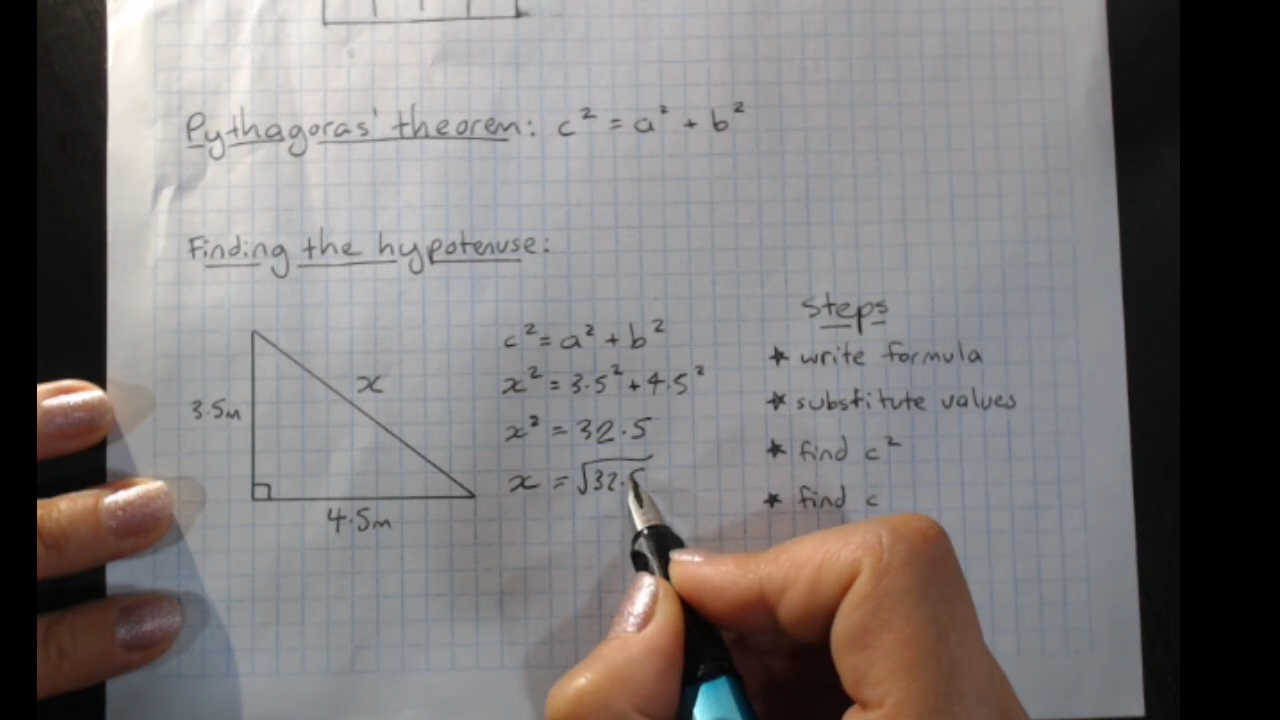 Pythagoras' theorem: c² = a² + b²
Finding the hypotenuse:
x
3.5m
4.5m
c² = a² + b²
x² = 3.5² + 4.5²
x² = 32.5
x = √32.5
Steps
* write formula
* substitute values
* find c²
* find c